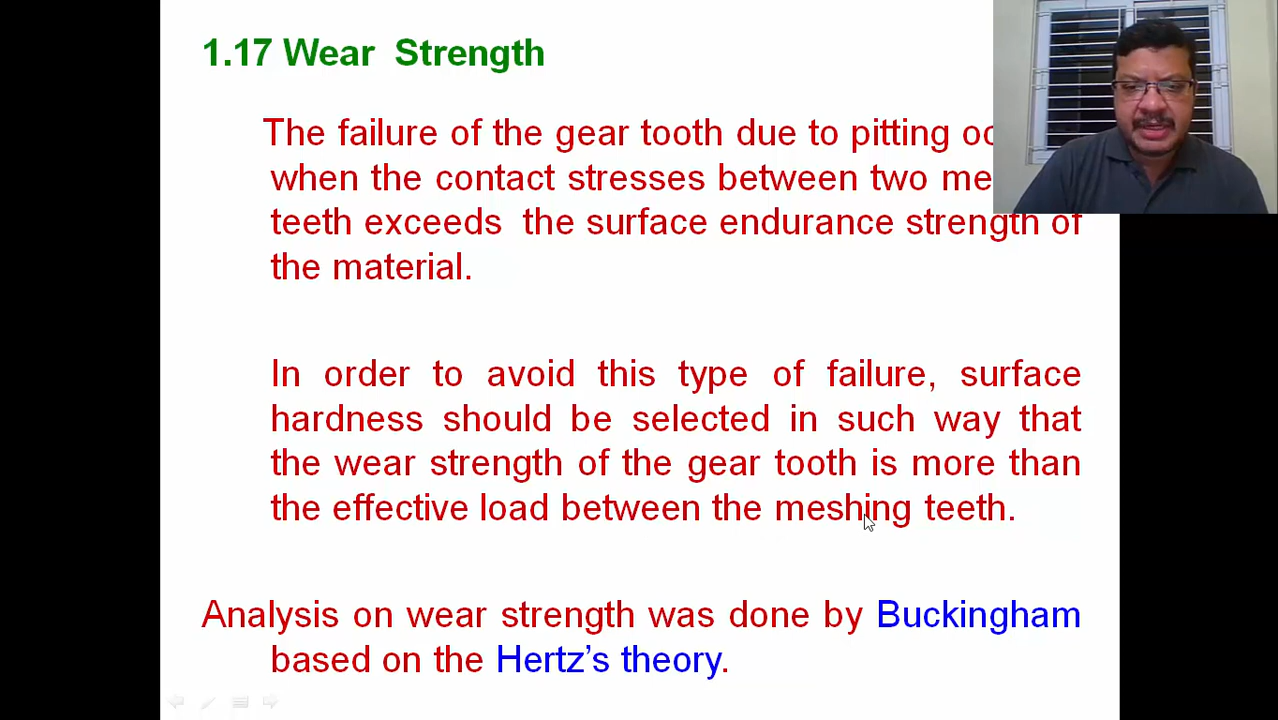 1.17 Wear Strength
The failure of the gear tooth due to pitting
when the contact stresses between two
teeth exceeds the surface endurance strength of
the material.
In order to avoid this type of failure, surface
hardness should be selected in such way that
the wear strength of the gear tooth is more than
the effective load between the meshing teeth.
Analysis on wear strength was done by Buckingham
based on the Hertz's theory.